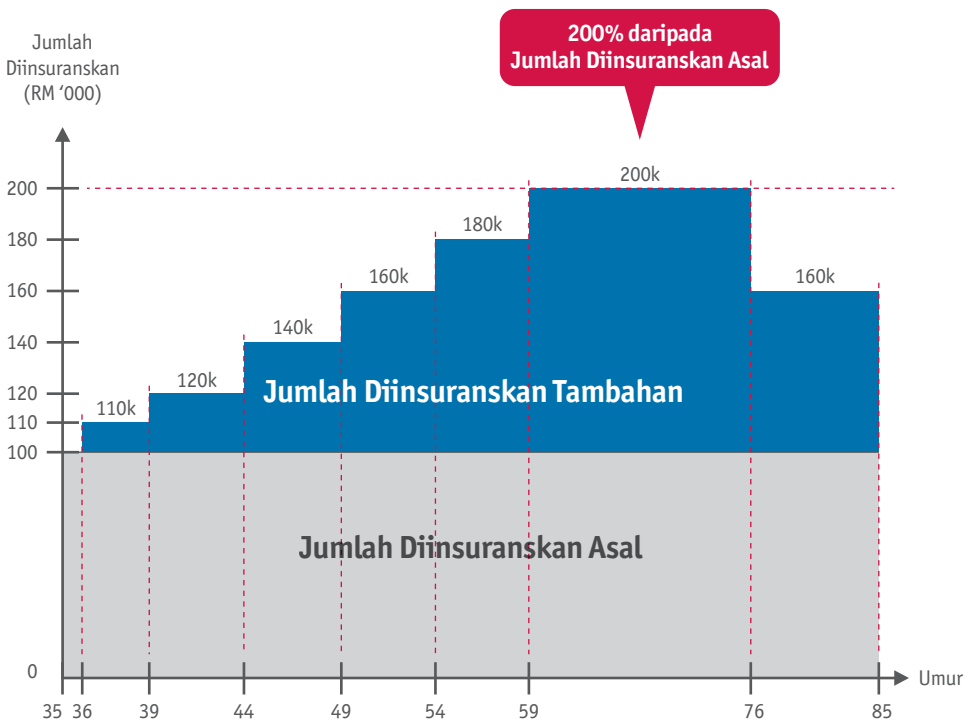 Jumlah
Diinsuranskan
(RM ‘000)
200% daripada
Jumlah Diinsuranskan Asal
200
180
160
140
120
110
100
0
110k
120k
140k
160k
180k
200k
160k
Jumlah Diinsuranskan Tambahan
Jumlah Diinsuranskan Asal
35 36 39 44 49 54 59 76 85
Umur